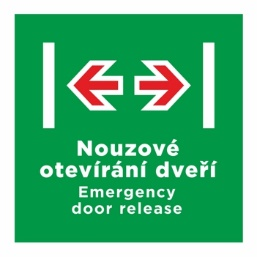 Nouzové
otevírání dveří
Emergency
door release